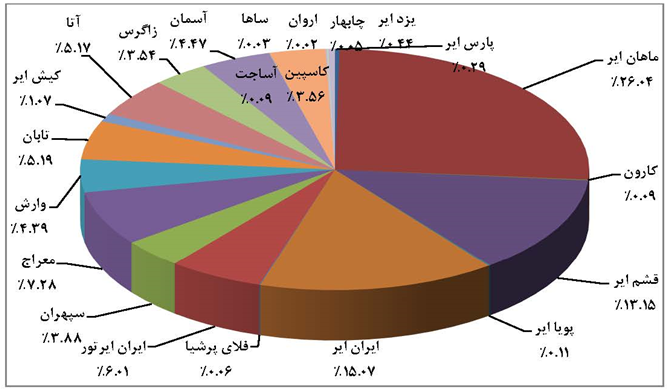 یزد ایر
٪۰.۴۴
پارس ایر
٪۰.۲۹
ماهان ایر
٪۲۶.۰۴
کارون
٪۰.۰۹
قشم ایر
٪۱۳.۱۵
پویا ایر
٪۰.۱۱
ایران ایر
٪۱۵.۰۷
فلای پرشیا
٪۰.۰۶
ایران ایر تور
٪۶.۰۱
سپهران
٪۳.۸۸
معراج
٪۷.۲۸
وارش
٪۴.۳۹
تابان
٪۵.۱۹
کیش ایر
٪۱.۰۷
آتا
٪۵.۱۷
زاگرس
٪۳.۵۴
آسمان
٪۴.۴۷
ساها
٪۰.۰۳
آساجت
٪۰.۰۹
کاسپین
٪۳.۵۶
اروان
٪۰.۰۲
چابهار
٪۰.۰۵